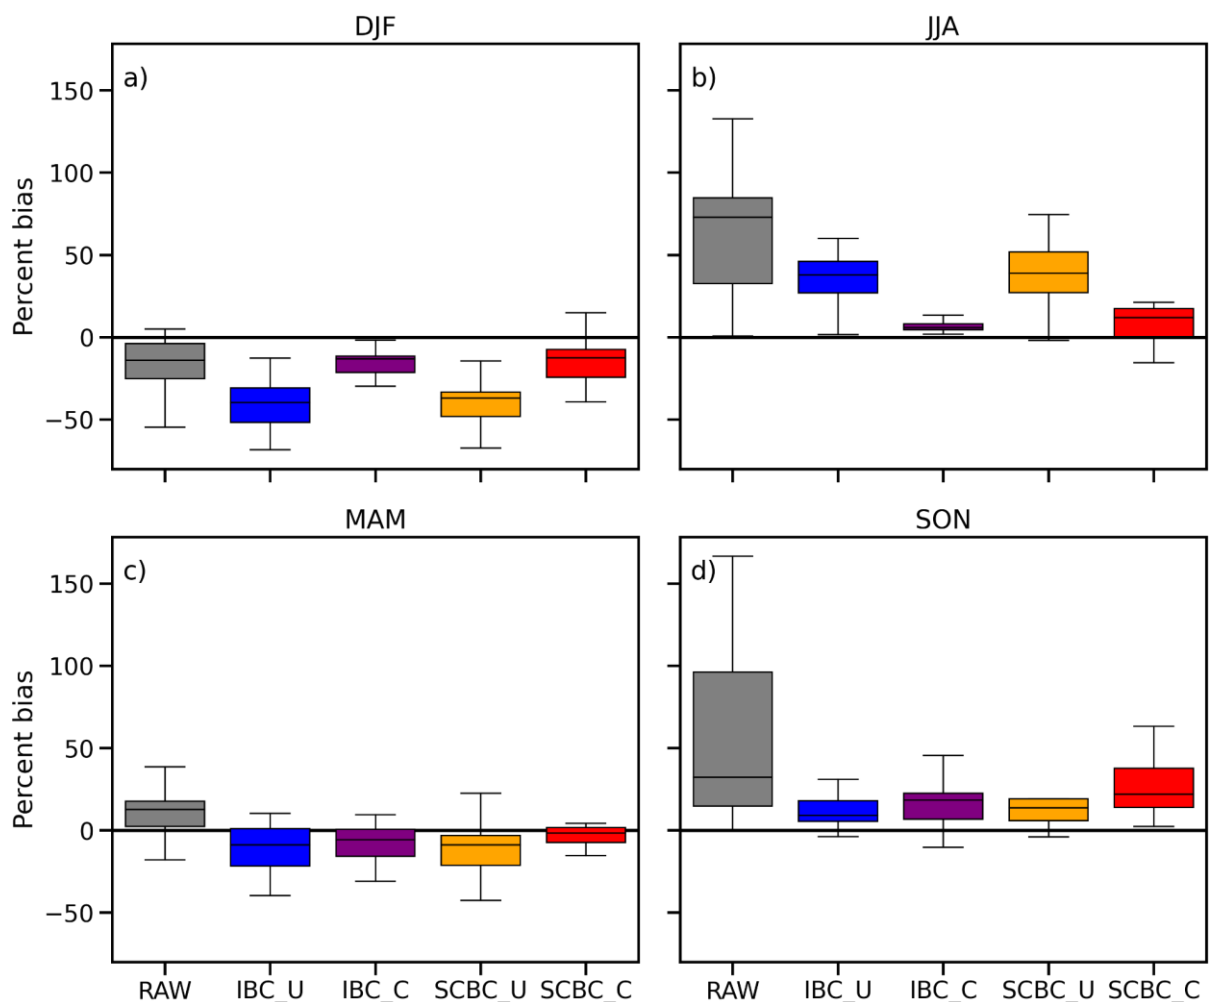 DJF
JJA
a)
b)
150
100
50
0
−50
Percent bias
MAM
SON
c)
d)
150
100
50
0
−50
Percent bias
RAW IBC_U IBC_C SCBC_U SCBC_C
RAW IBC_U IBC_C SCBC_U SCBC_C